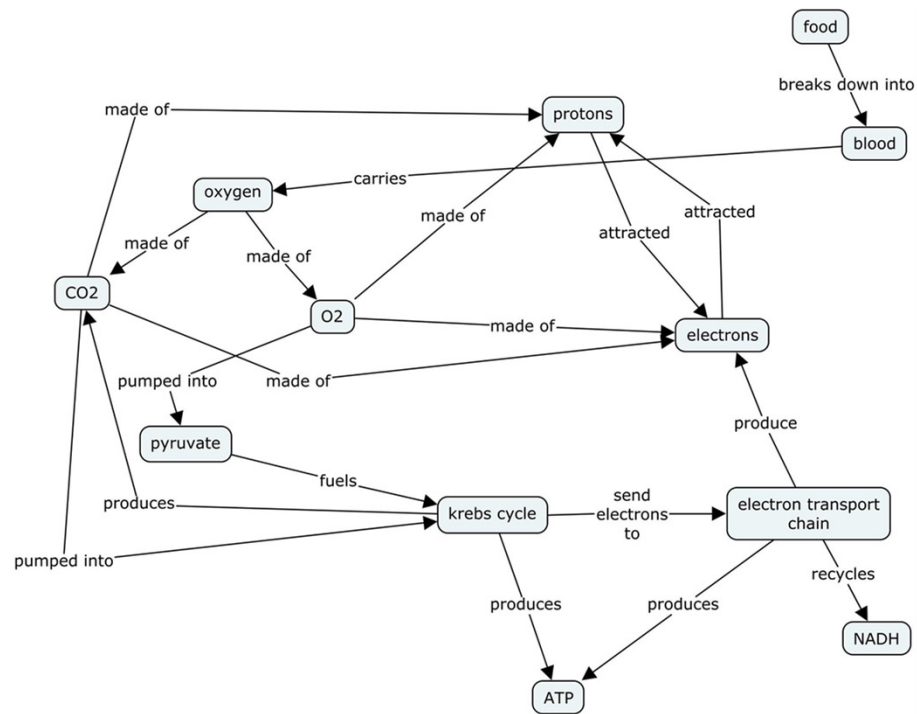 food
breaks down into
made of
protons
blood
carries
oxygen
made of
attracted
attracted
made of
made of
CO2
O2
made of
electrons
pumped into
made of
produce
pyruvate
fuels
produces
krebs cycle
send
electrons
to
electron transport
chain
pumped into
recycles
produces
produces
NADH
ATP